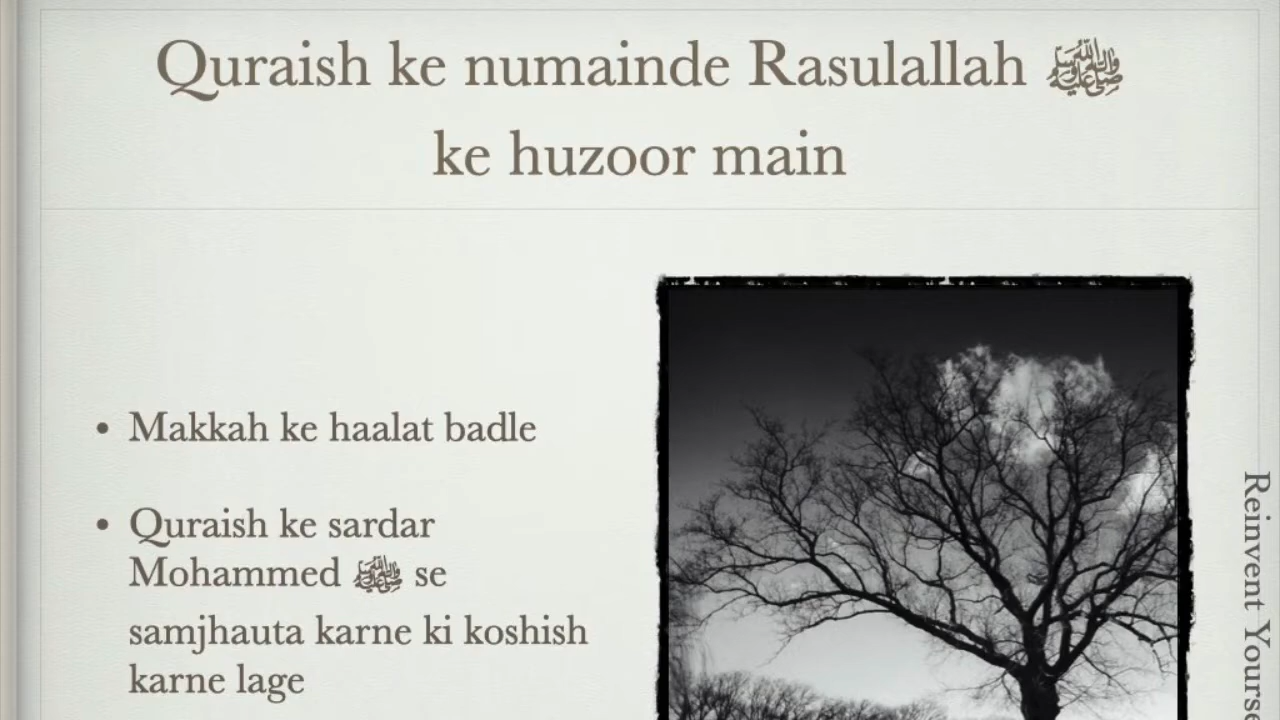 Quraish ke numainde Rasulallah ﷺ
ke huzoor main
• Makkah ke haalat badle
• Quraish ke sardar
Mohammed ﷺ se
samjhauta karne ki koshish
karne lage
Reinvent Yourse